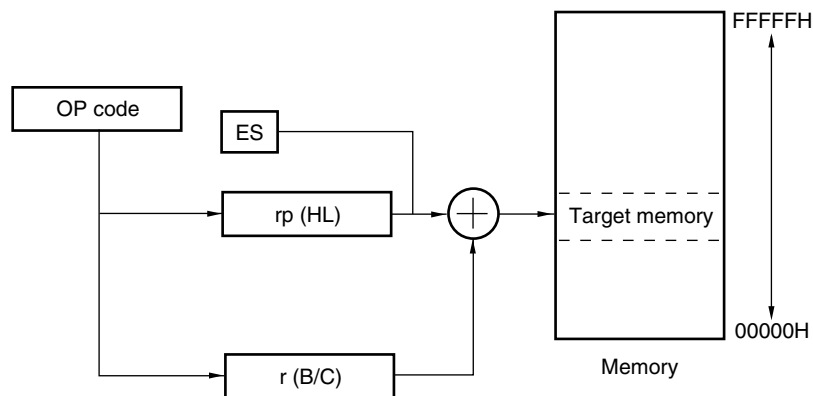 FFFFFH
OP code
ES
rp (HL)
Target memory
00000H
r (B/C)
Memory